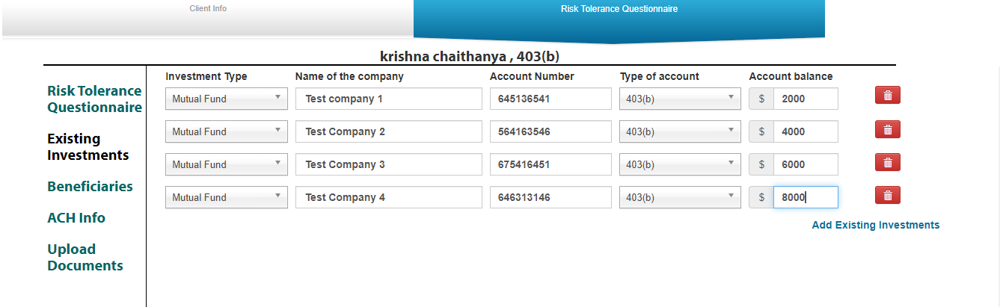 Client Info
Risk Tolerance Questionnaire
krishna chaithanya , 403(b)
Risk Tolerance
Questionnaire
Existing
Investments
Beneficiaries
ACH Info
Upload
Documents
Investment Type Name of the company Account Number Type of account Account balance
Mutual Fund Test company 1 645136541 403(b) $ 2000
Mutual Fund Test Company 2 564163546 403(b) $ 4000
Mutual Fund Test Company 3 675416451 403(b) $ 6000
Mutual Fund Test Company 4 646313146 403(b) $ 8000
Add Existing Investments